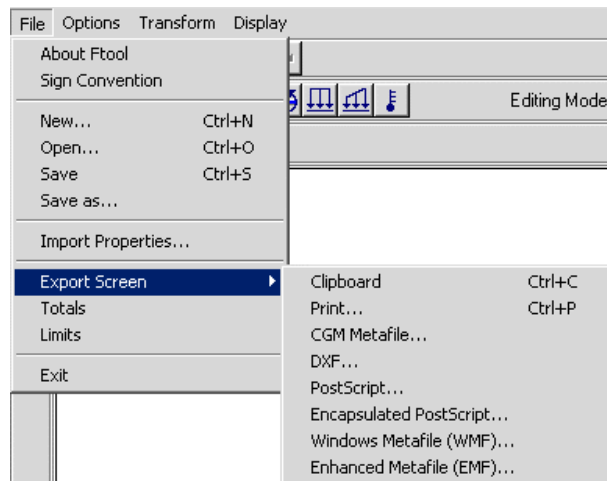 File Options Transform Display
About Ftool
Sign Convention
Editing Mode
New... Ctrl+N
Open... Ctrl+O
Save Ctrl+S
Save as...
Import Properties...
Export Screen
Totals
Limits
Exit
Clipboard Ctrl+C
Print... Ctrl+P
CGM Metafile...
DXF...
PostScript...
Encapsulated PostScript...
Windows Metafile (WMF)...
Enhanced Metafile (EMF)...